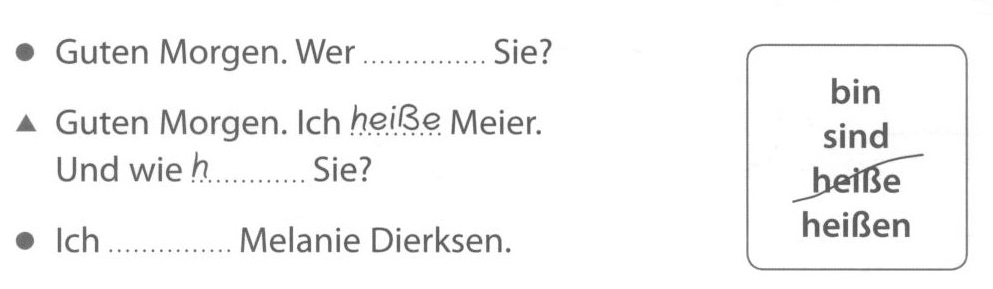 ● Guten Morgen. Wer ............... Sie?
▲ Guten Morgen. Ich heiße Meier.
Und wie h............ Sie?
● Ich ............... Melanie Dierksen.
bin
sind
heiße
heißen